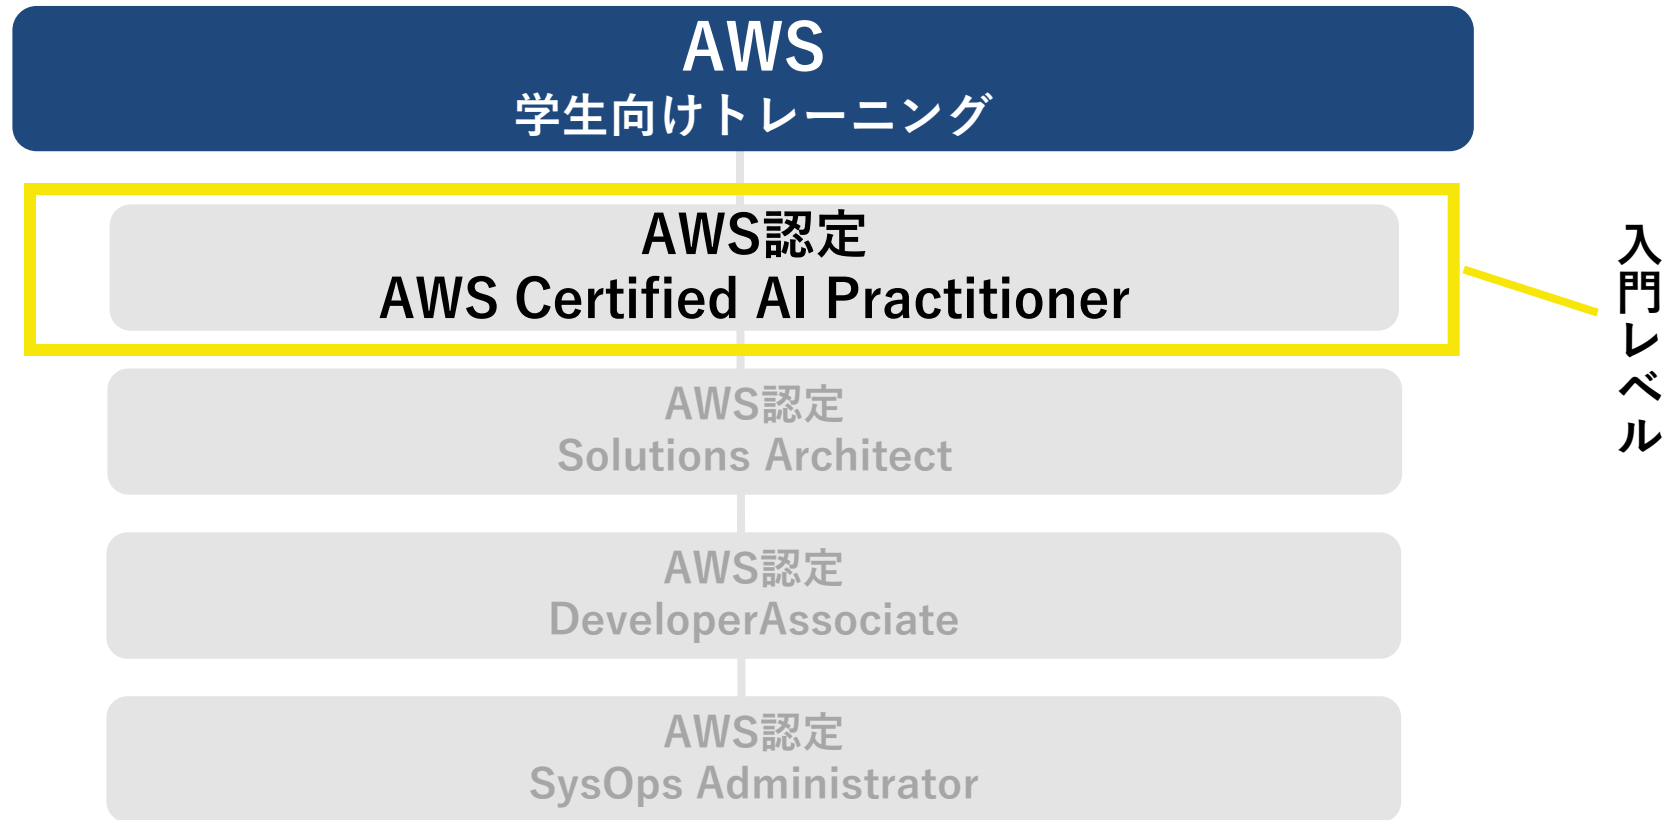 AWS
学生向けトレーニング
AWS認定
AWS Certified AI Practitioner
入門レベル
AWS認定
Solutions Architect
AWS認定
DeveloperAssociate
AWS認定
SysOps Administrator